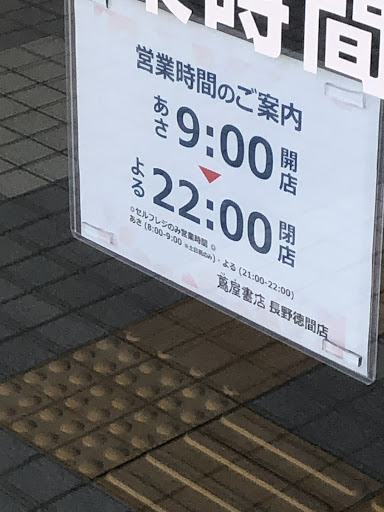 業時間
営業時間のご案内
あさ 9:00 開店
よる 22:00 閉店
○セルフレジのみ営業時間○
あさ (8:00-9:00 ※土日祝のみ)・よる (21:00-22:00)
蔦屋書店 長野徳間店